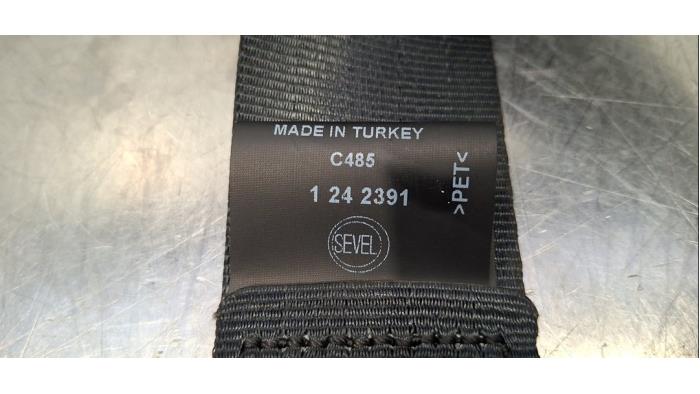 MADE IN TURKEY
C485
1 24 2391
SEVEL
>PET<